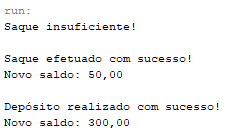 run:
Saque insuficiente!
Saque efetuado com sucesso!
Novo saldo: 50,00
Depósito realizado com sucesso!
Novo saldo: 300,00